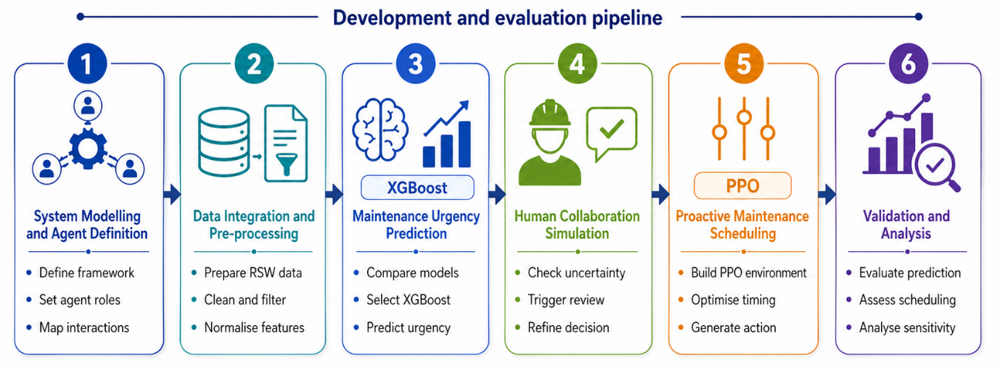 Development and evaluation pipeline
1
System Modelling
and Agent Definition
Define framework
Set agent roles
Map interactions
2
Data Integration and
Pre-processing
Prepare RSW data
Clean and filter
Normalise features
3
XGBoost
Maintenance Urgency
Prediction
Compare models
Select XGBoost
Predict urgency
4
Human Collaboration
Simulation
Check uncertainty
Trigger review
Refine decision
5
PPO
Proactive Maintenance
Scheduling
Build PPO environment
Optimise timing
Generate action
6
Validation and
Analysis
Evaluate prediction
Assess scheduling
Analyse sensitivity